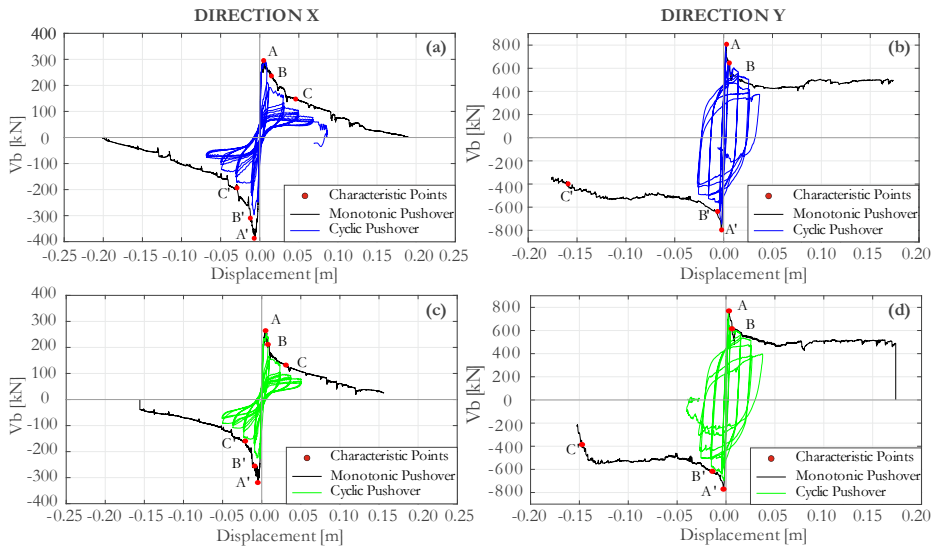 DIRECTION X
DIRECTION Y
400
300
200
100
0
-100
-200
-300
-400
Vb [kN]
(a)
A
B
C
C'
B'
A'
Characteristic Points
Monotonic Pushover
Cyclic Pushover
-0.25 -0.20 -0.15 -0.10 -0.05 0.00 0.05 0.10 0.15 0.20 0.25
Displacement [m]
800
600
400
200
0
-200
-400
-600
-800
Vb [kN]
(b)
A
B
C'
B'
A'
Characteristic Points
Monotonic Pushover
Cyclic Pushover
-0.20 -0.15 -0.10 -0.05 0.00 0.05 0.10 0.15 0.20
Displacement [m]
400
300
200
100
0
-100
-200
-300
-400
Vb [kN]
(c)
A
B
C
C'
B'
A'
Characteristic Points
Monotonic Pushover
Cyclic Pushover
-0.25 -0.20 -0.15 -0.10 -0.05 0.00 0.05 0.10 0.15 0.20 0.25
Displacement [m]
800
600
400
200
0
-200
-400
-600
-800
Vb [kN]
(d)
A
B
C'
B'
A'
Characteristic Points
Monotonic Pushover
Cyclic Pushover
-0.20 -0.15 -0.10 -0.05 0.00 0.05 0.10 0.15 0.20
Displacement [m]